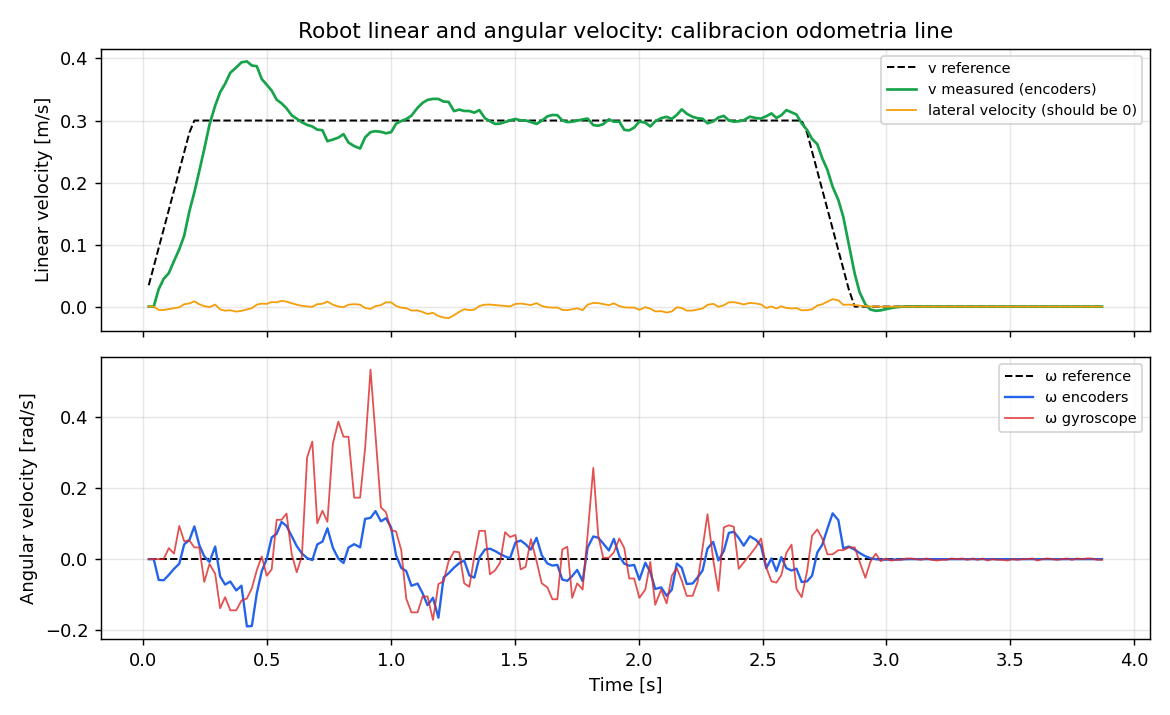 Robot linear and angular velocity: calibracion odometria line
0.4
0.3
0.2
0.1
0.0
Linear velocity [m/s]
v reference
v measured (encoders)
lateral velocity (should be 0)
0.4
0.2
0.0
−0.2
Angular velocity [rad/s]
ω reference
ω encoders
ω gyroscope
0.0 0.5 1.0 1.5 2.0 2.5 3.0 3.5 4.0
Time [s]